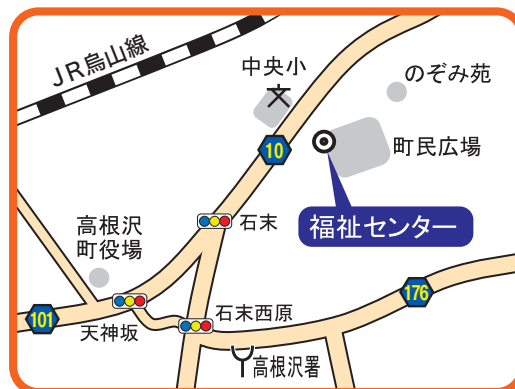 JR烏山線
中央小
のぞみ苑
10
町民広場
福祉センター
高根沢
町役場
石末
176
101
天神坂
石末西原
高根沢署